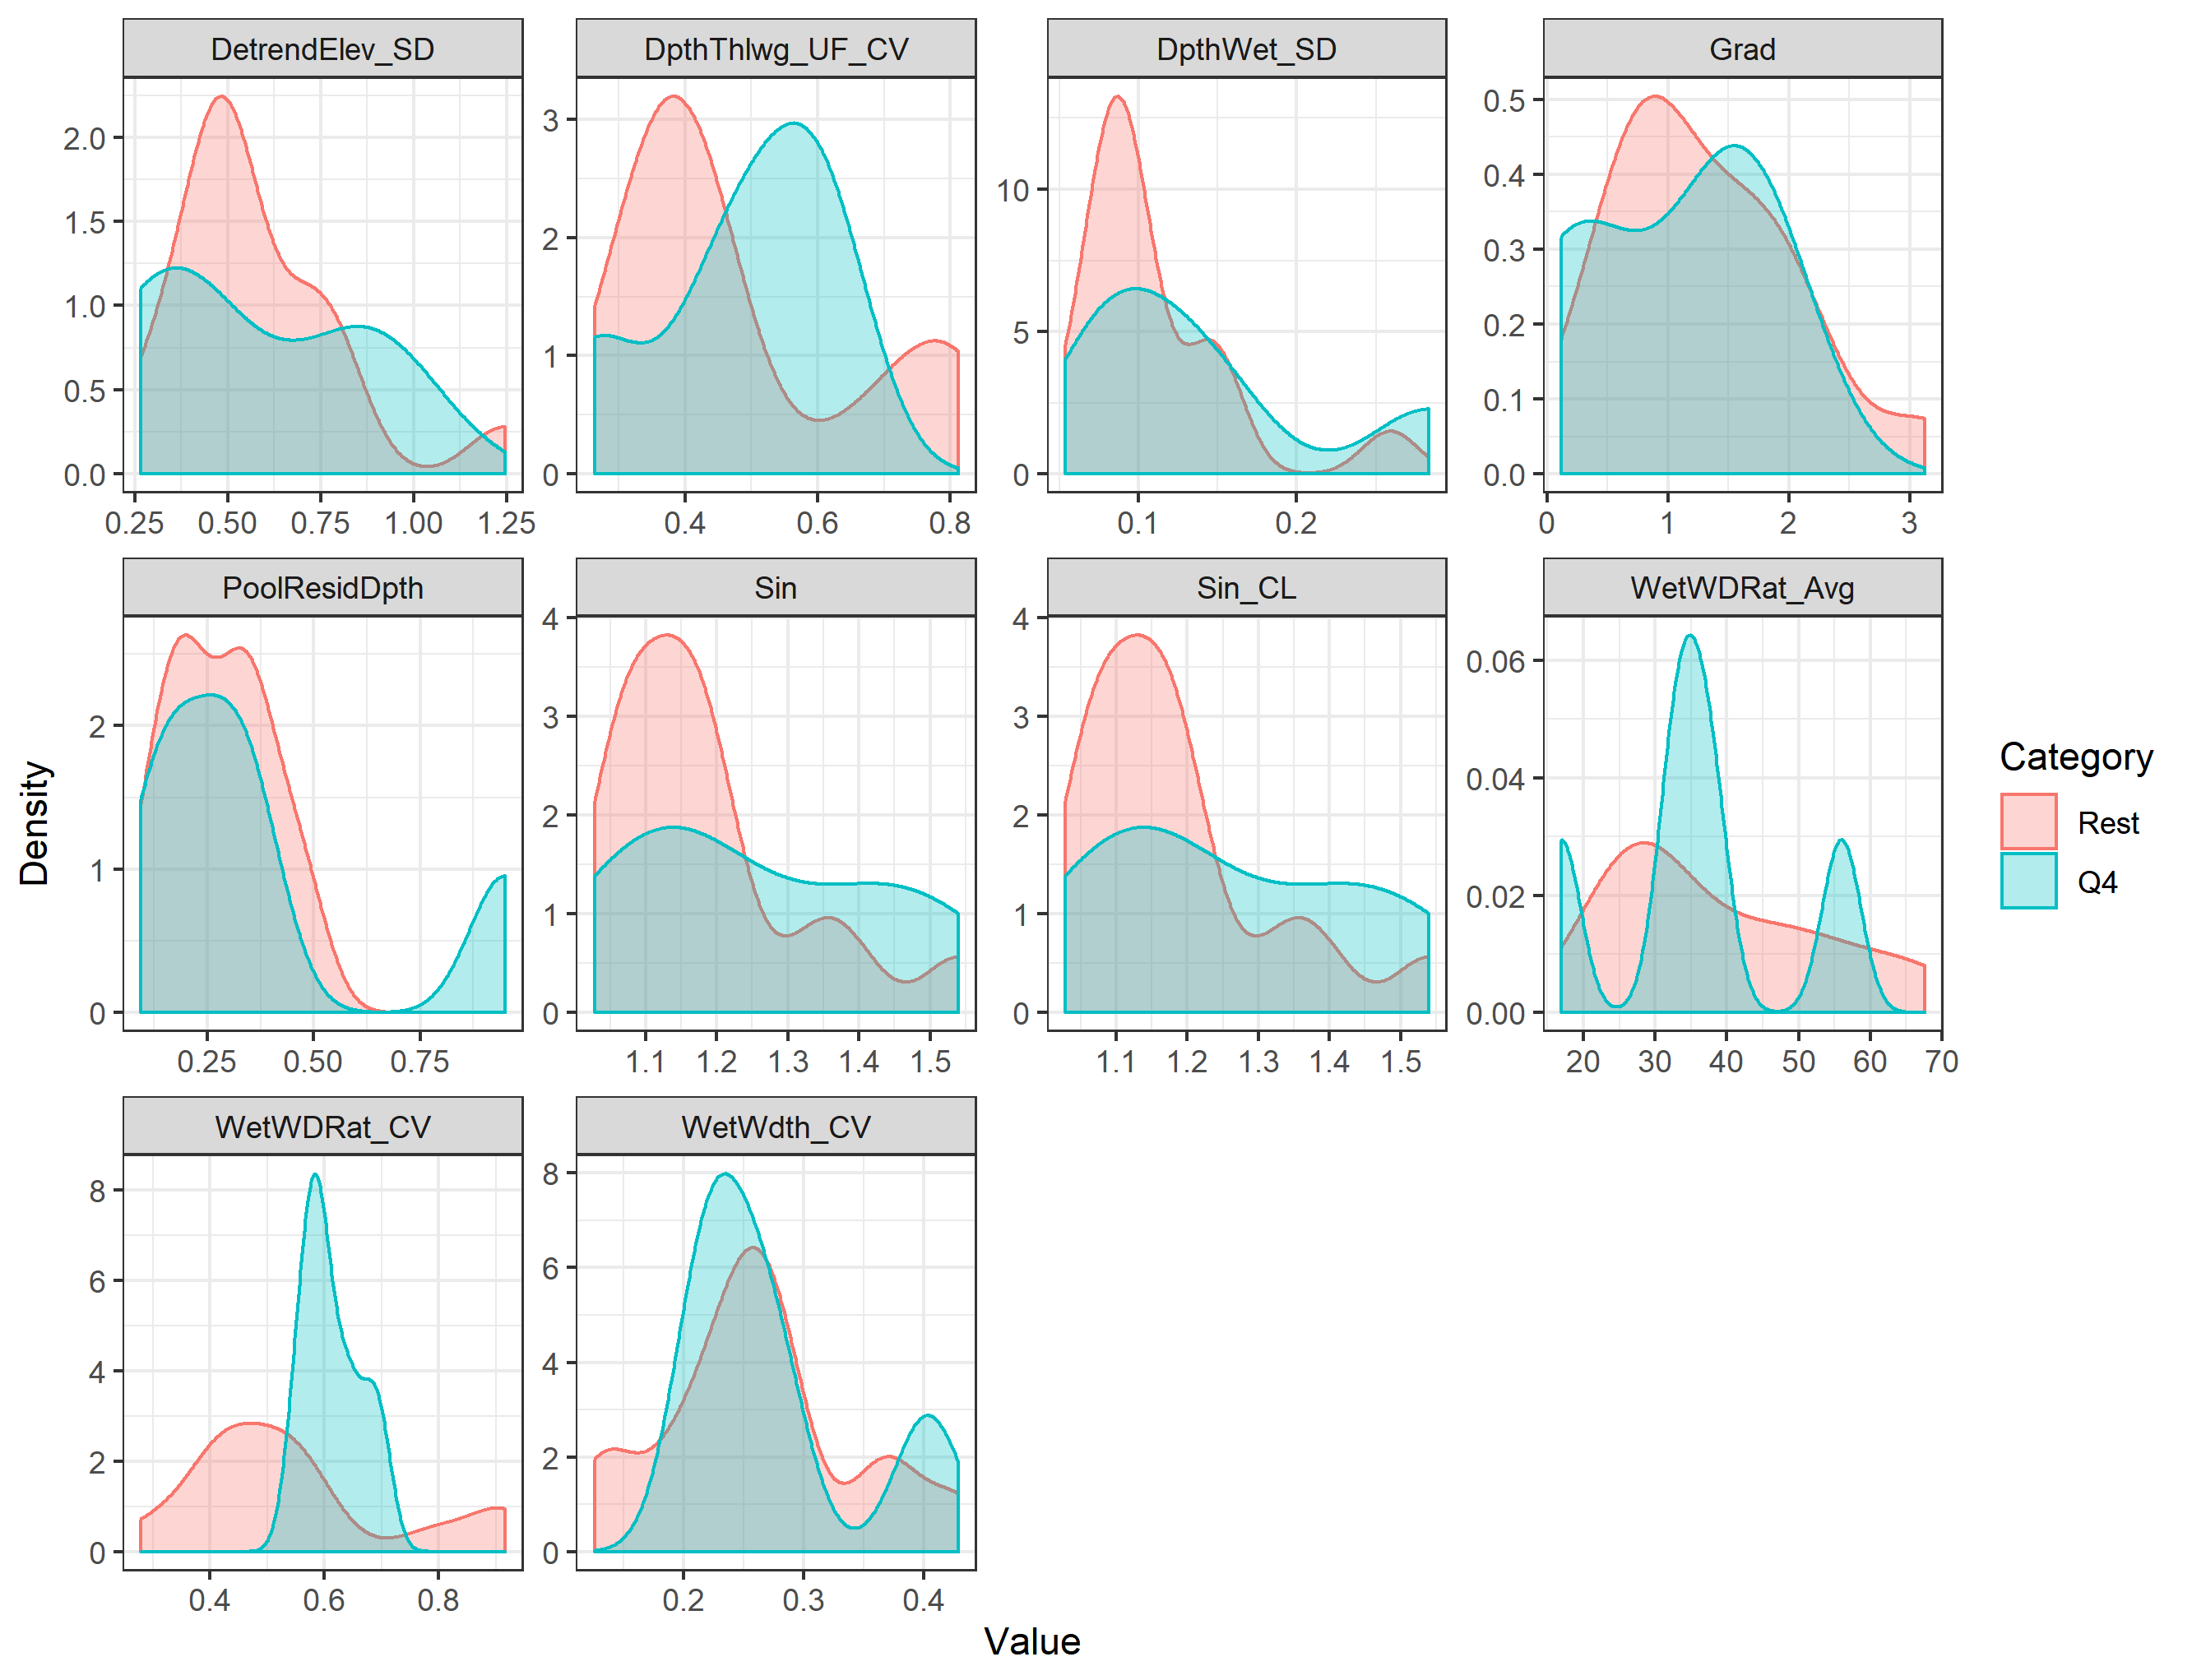 DetrendElev_SD
DpthThlwg_UF_CV
DpthWet_SD
Grad
2.0
1.5
1.0
0.5
0.0
0.25 0.50 0.75 1.00 1.25
3
2
1
0
0.4 0.6 0.8
10
5
0
0.1 0.2
0.5
0.4
0.3
0.2
0.1
0.0
0 1 2 3
PoolResidDpth
Sin
Sin_CL
WetWDRat_Avg
2
1
0
0.25 0.50 0.75
4
3
2
1
0
1.1 1.2 1.3 1.4 1.5
4
3
2
1
0
1.1 1.2 1.3 1.4 1.5
0.06
0.04
0.02
0.00
20 30 40 50 60 70
WetWDRat_CV
WetWdth_CV
8
6
4
2
0
0.4 0.6 0.8
8
6
4
2
0
0.2 0.3 0.4
Density
Value
Category
Rest
Q4